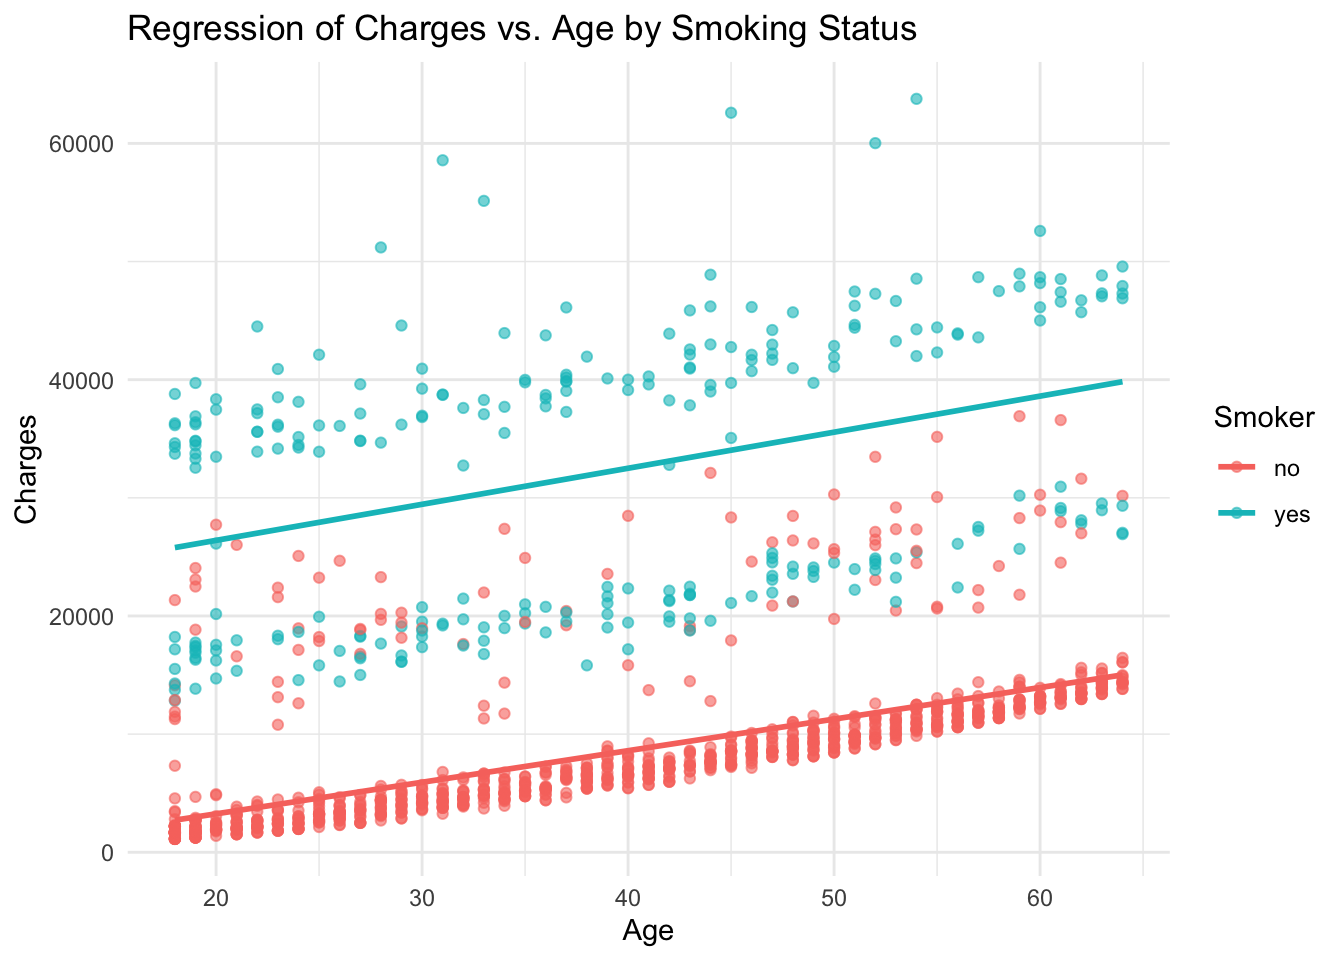 Regression of Charges vs. Age by Smoking Status
60000
40000
20000
0
Charges
20 30 40 50 60
Age
Smoker
no
yes